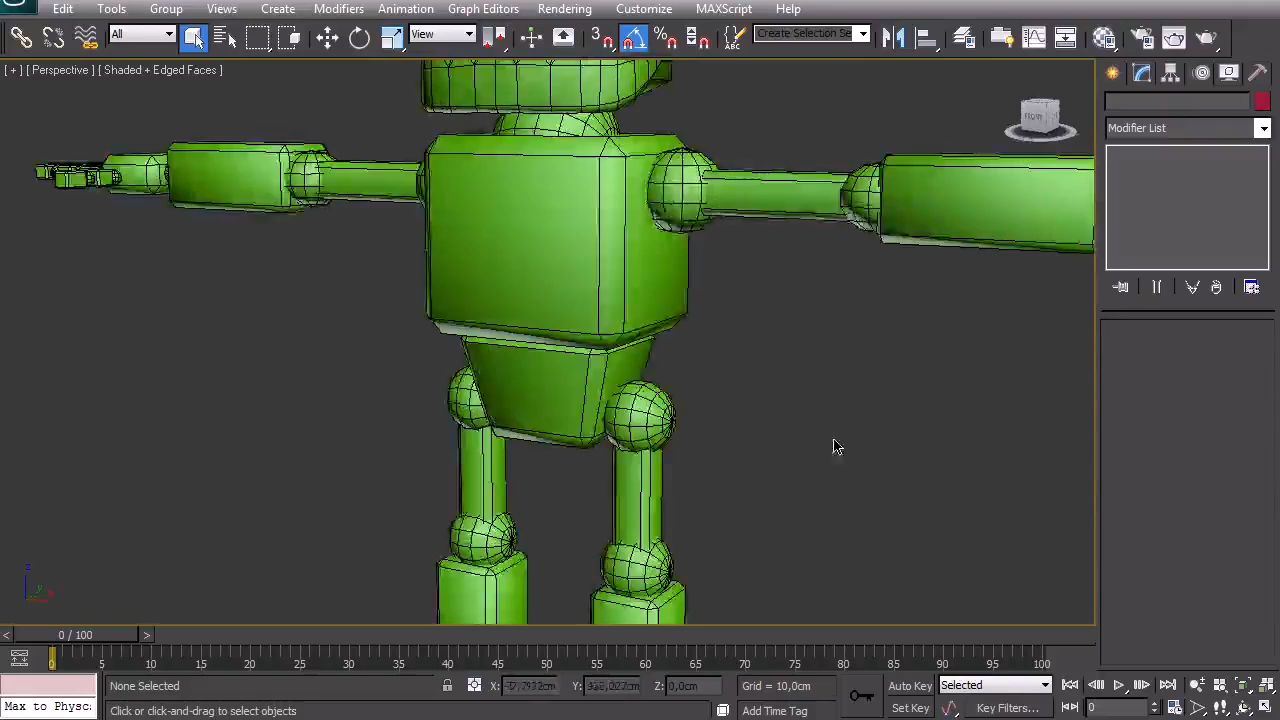 Edit Tools Group Views Create Modifiers Animation Graph Editors Rendering Customize MAXScript Help
All View 3 Create Selection Se
[ + ] [ Perspective ] [ Shaded + Edged Faces ]
Modifier List
< 0 / 100 >
0 5 10 15 20 25 30 35 40 45 50 55 60 65 70 75 80 85 90 95 100
None Selected X: Y: Z: 0,0cm Grid = 10,0cm Auto Key Selected
Max to Physc: Click or click-and-drag to select objects Add Time Tag Set Key Key Filters... 0